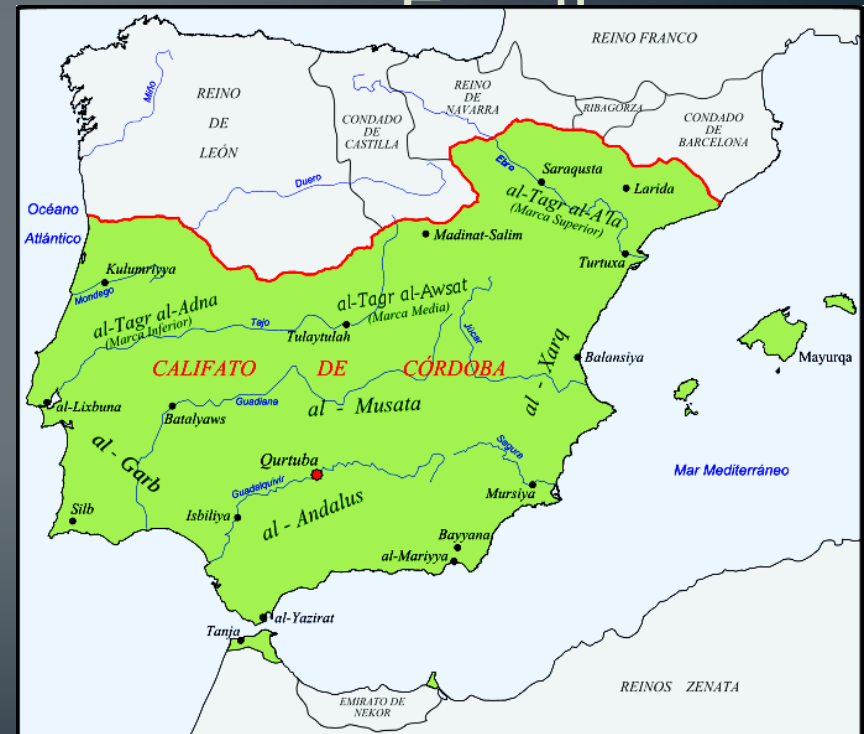 REINO FRANCO
REINO
DE
LEÓN
Miño
CONDADO
DE
CASTILLA
REINO
DE
NAVARRA
RIBAGORZA
CONDADO
DE
BARCELONA
Duero
Ebro
Saraqusta
Larida
al-Tagr al-A'la
(Marca Superior)
Océano
Atlántico
Madinat-Salim
Turtuxa
Kulumriyya
Mondego
al-Tagr al-Adna
(Marca Inferior)
al-Tagr al-Awsat
(Marca Media)
Tajo
Tulaytulah
Júcar
al - Xarq
Balansiya
Mayurqa
CALIFATO DE CÓRDOBA
al-Lixbuna
Batalyaws
Guadiana
al - Musata
al - Garb
Qurtuba
Guadalquivir
Segura
Mursiya
Mar Mediterráneo
Silb
Isbiliya
al - Andalus
Bayyana
al-Mariyya
al-Yazirat
Tanja
EMIRATO DE
NEKOR
REINOS ZENATA